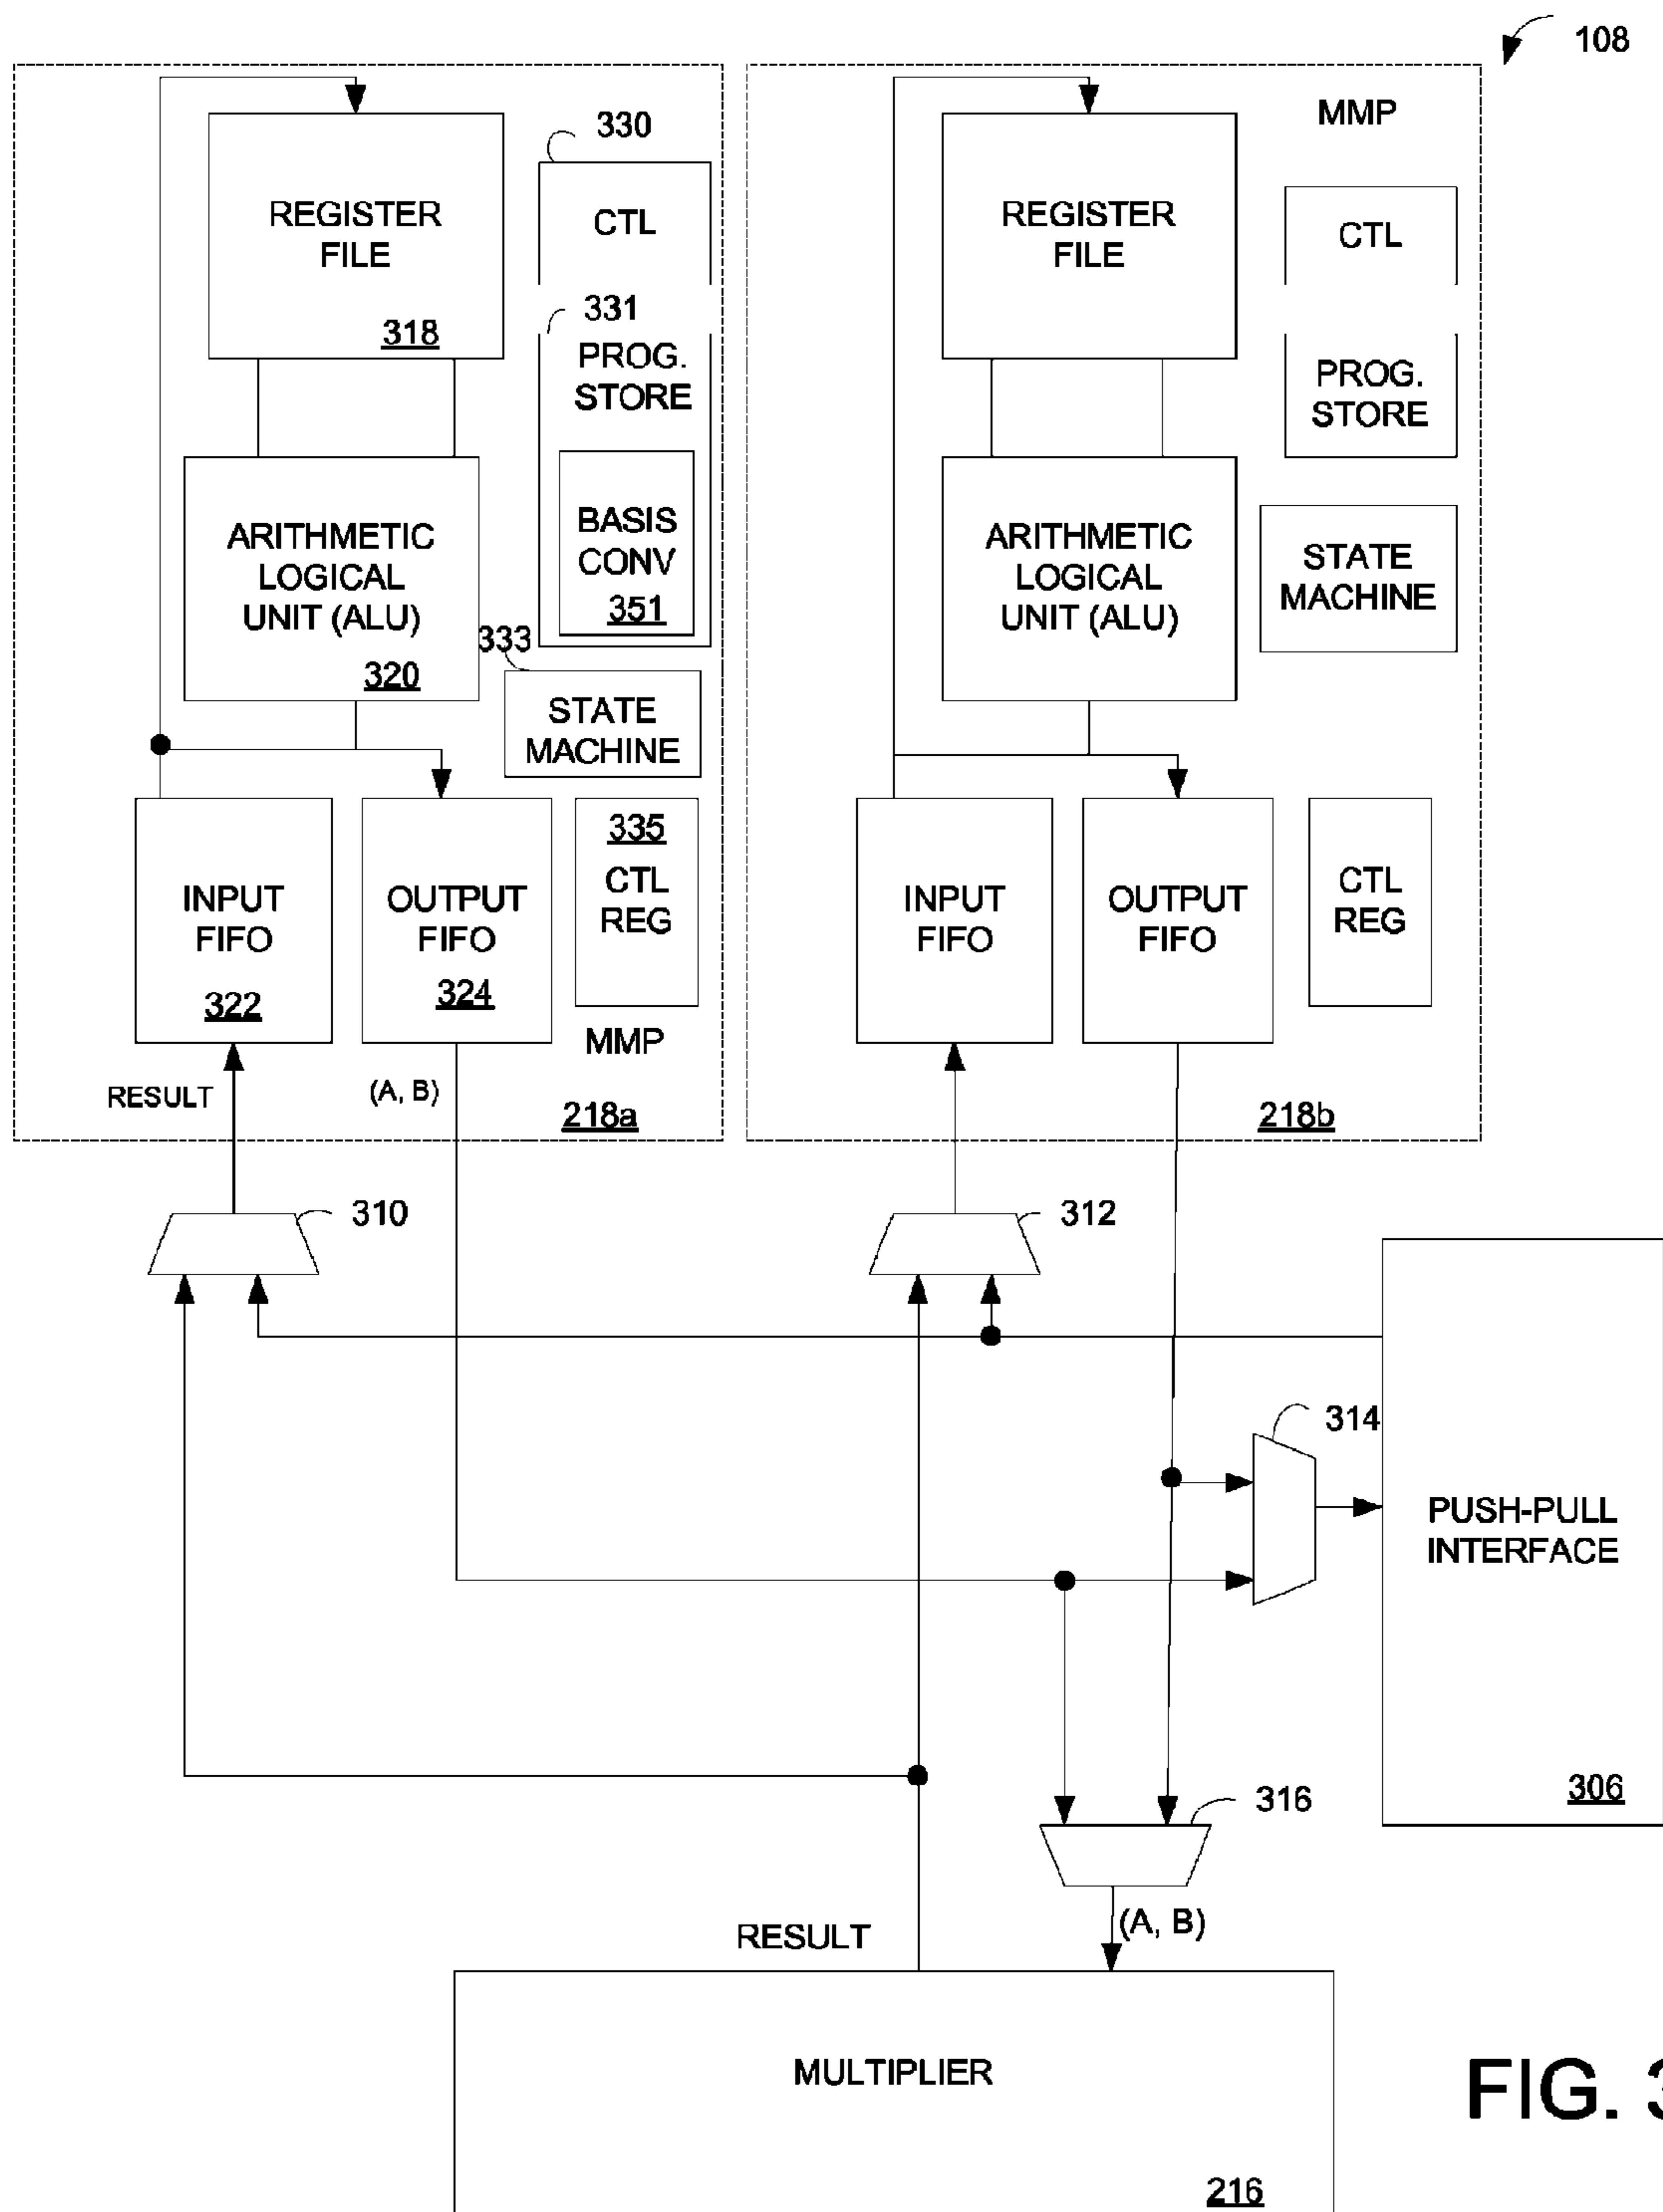 108
MMP
330
REGISTER
FILE
318
CTL
331
PROG.
STORE
BASIS
CONV
351
ARITHMETIC
LOGICAL
UNIT (ALU)
320
333
STATE
MACHINE
INPUT
FIFO
322
OUTPUT
FIFO
324
335
CTL
REG
MMP
RESULT
(A, B)
218a
REGISTER
FILE
CTL
PROG.
STORE
ARITHMETIC
LOGICAL
UNIT (ALU)
STATE
MACHINE
INPUT
FIFO
OUTPUT
FIFO
CTL
REG
218b
310
312
314
PUSH-PULL
INTERFACE
306
316
(A, B)
RESULT
MULTIPLIER
216
FIG. 3